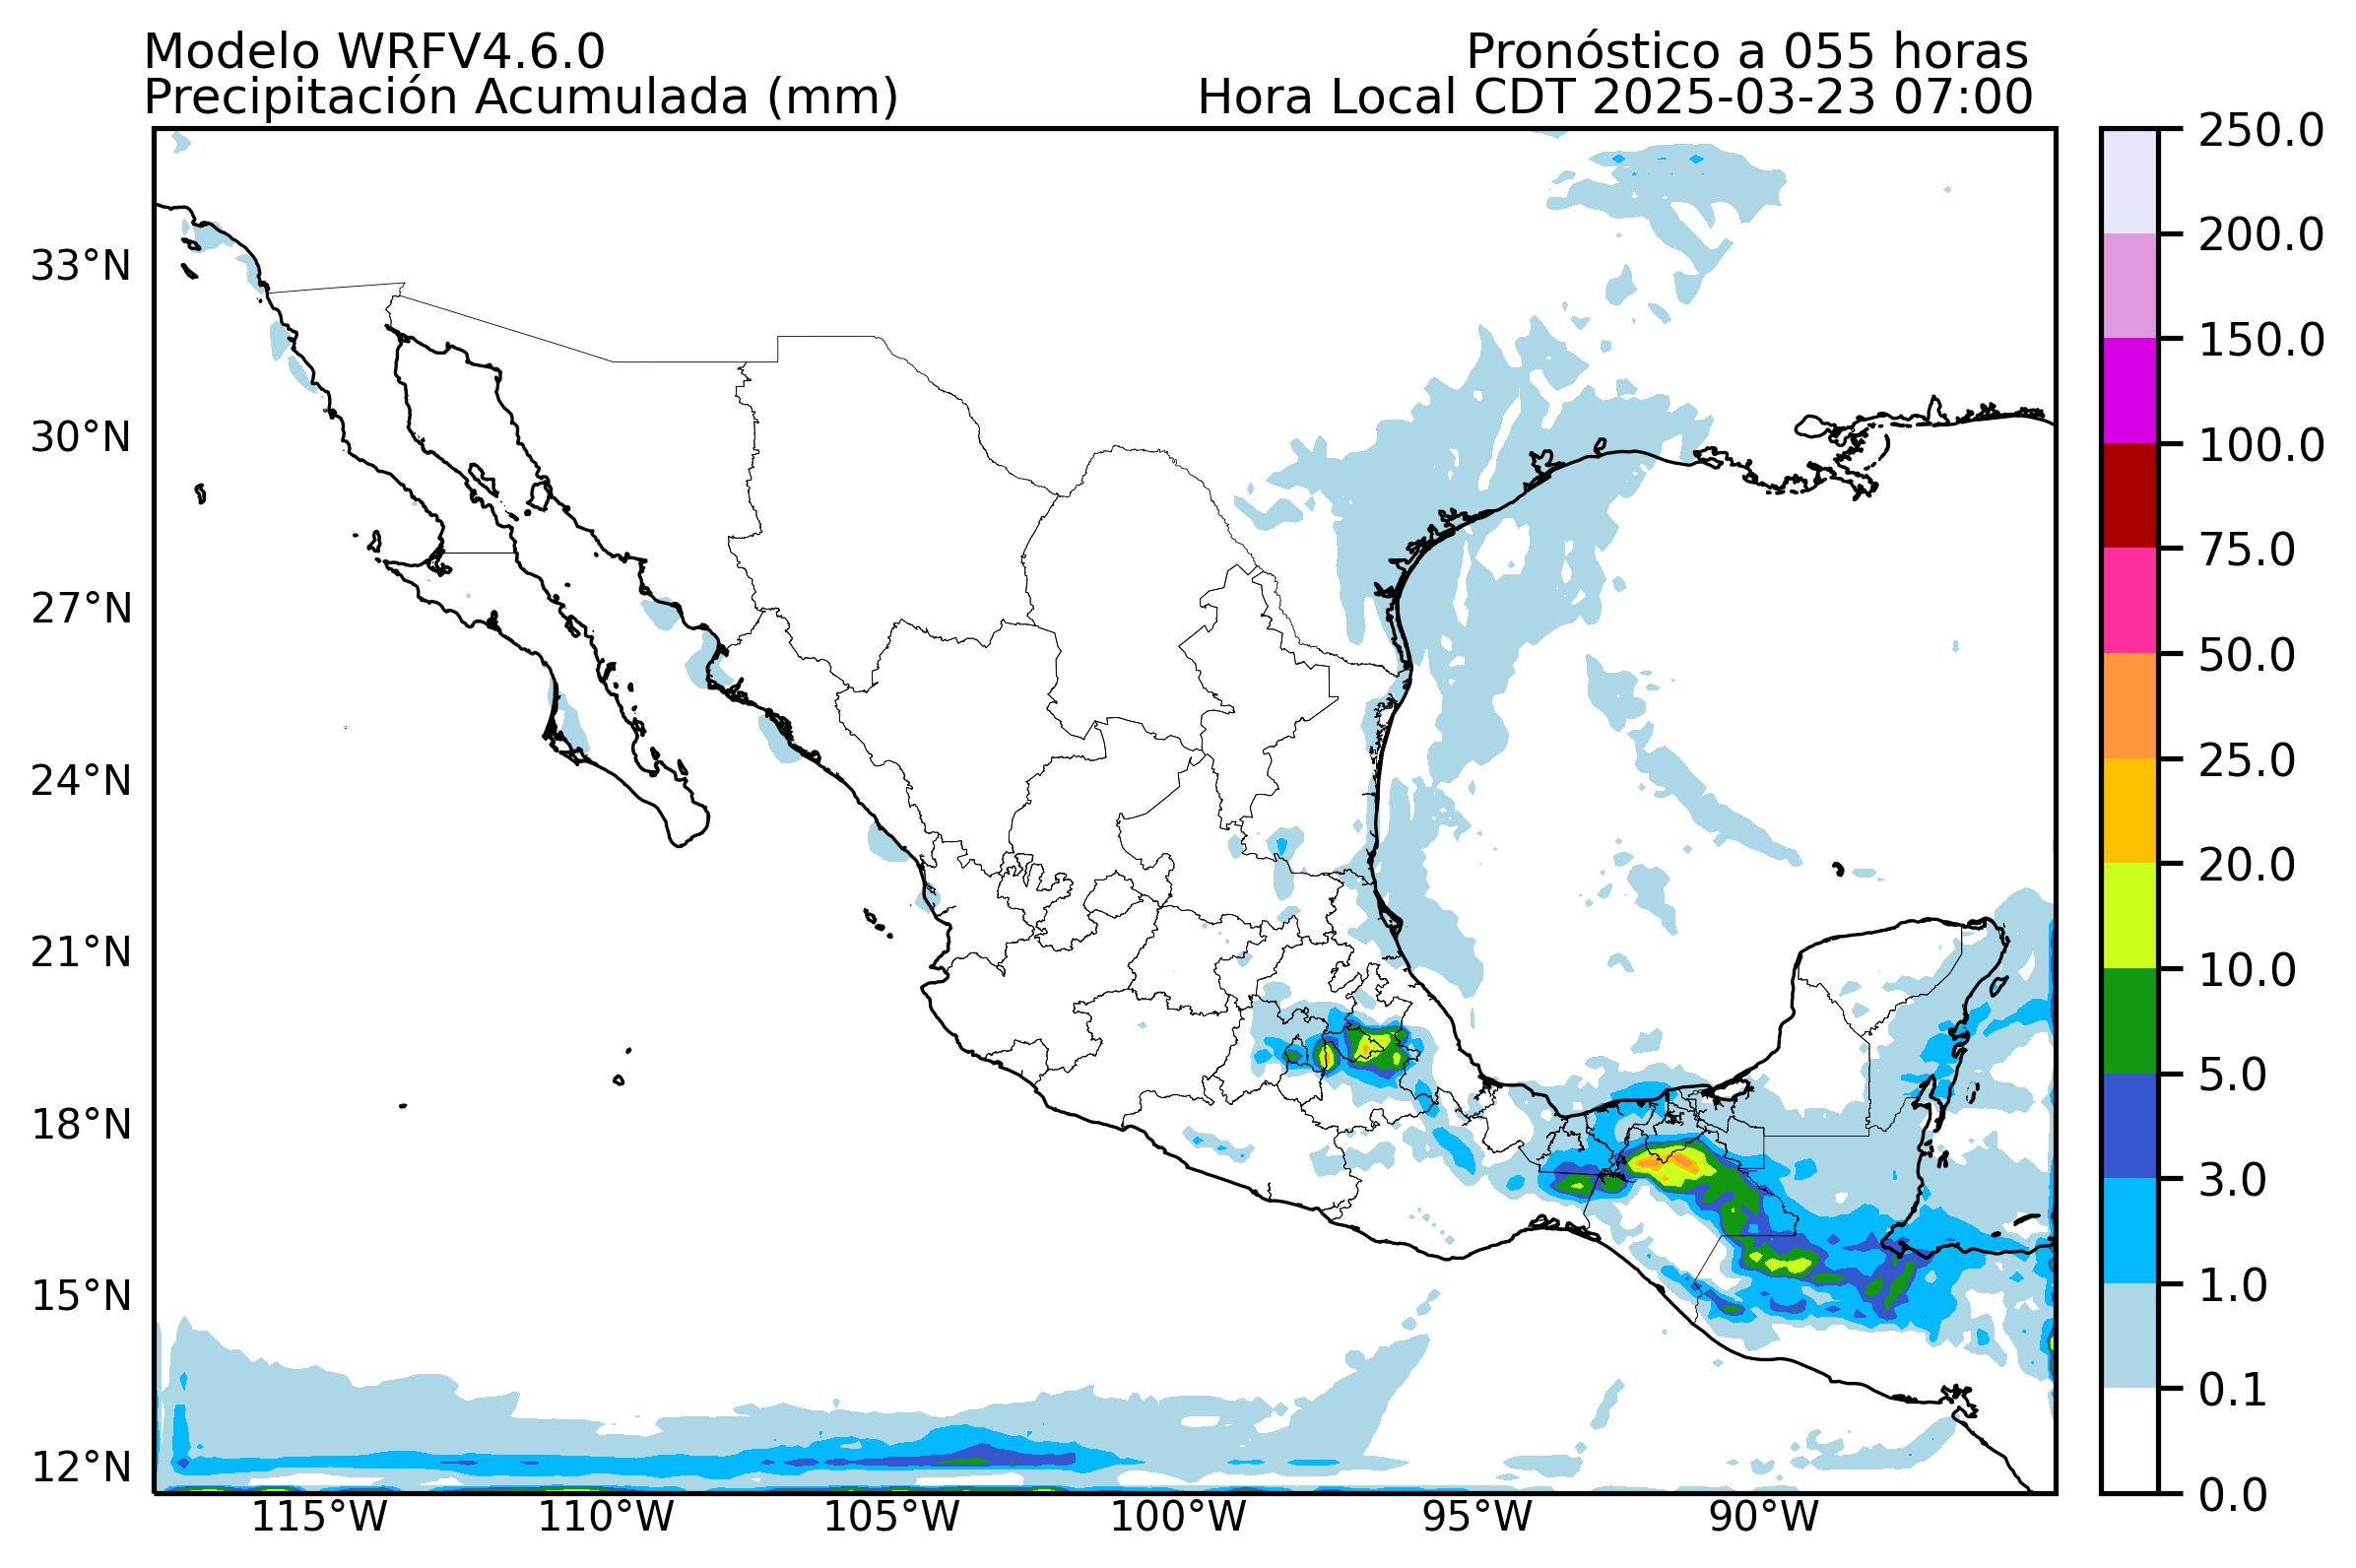 Modelo WRFV4.6.0
Pronóstico a 055 horas
Precipitación Acumulada (mm)
Hora Local CDT 2025-03-23 07:00
33°N
30°N
27°N
24°N
21°N
18°N
15°N
12°N
115°W
110°W
105°W
100°W
95°W
90°W
250.0
200.0
150.0
100.0
75.0
50.0
25.0
20.0
10.0
5.0
3.0
1.0
0.1
0.0